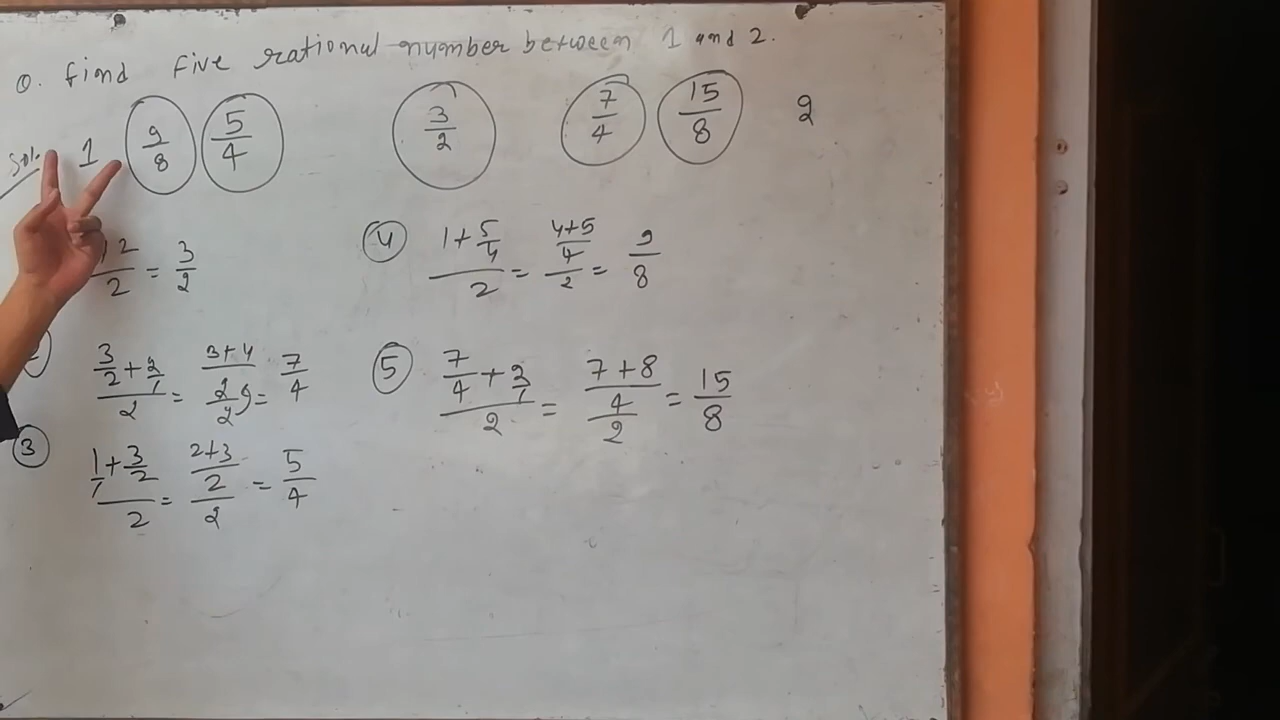 Q. find five rational number between 1 and 2.
Sol. 1 9/8 5/4 3/2 7/4 15/8 2
2/2 = 3/2
(3/2 + 2/1)/2 = ((3+4)/2)/2 = 7/4
③ (1/1 + 3/2)/2 = ((2+3)/2)/2 = 5/4
④ (1 + 5/4)/2 = ((4+5)/4)/2 = 9/8
⑤ (7/4 + 2/1)/2 = ((7+8)/4)/2 = 15/8